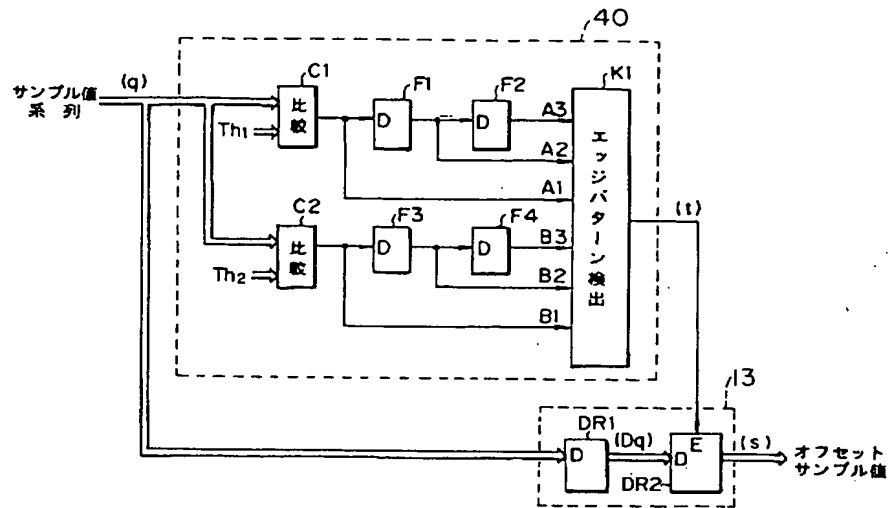 40
(q)
サンプル値
系列
C1
比較
Th1
F1
D
F2
D
A3
A2
A1
K1
エッジパターン検出
(t)
C2
比較
Th2
F3
D
F4
D
B3
B2
B1
13
DR1
D
(Dq)
E
D
DR2
(s)
オフセット
サンプル値